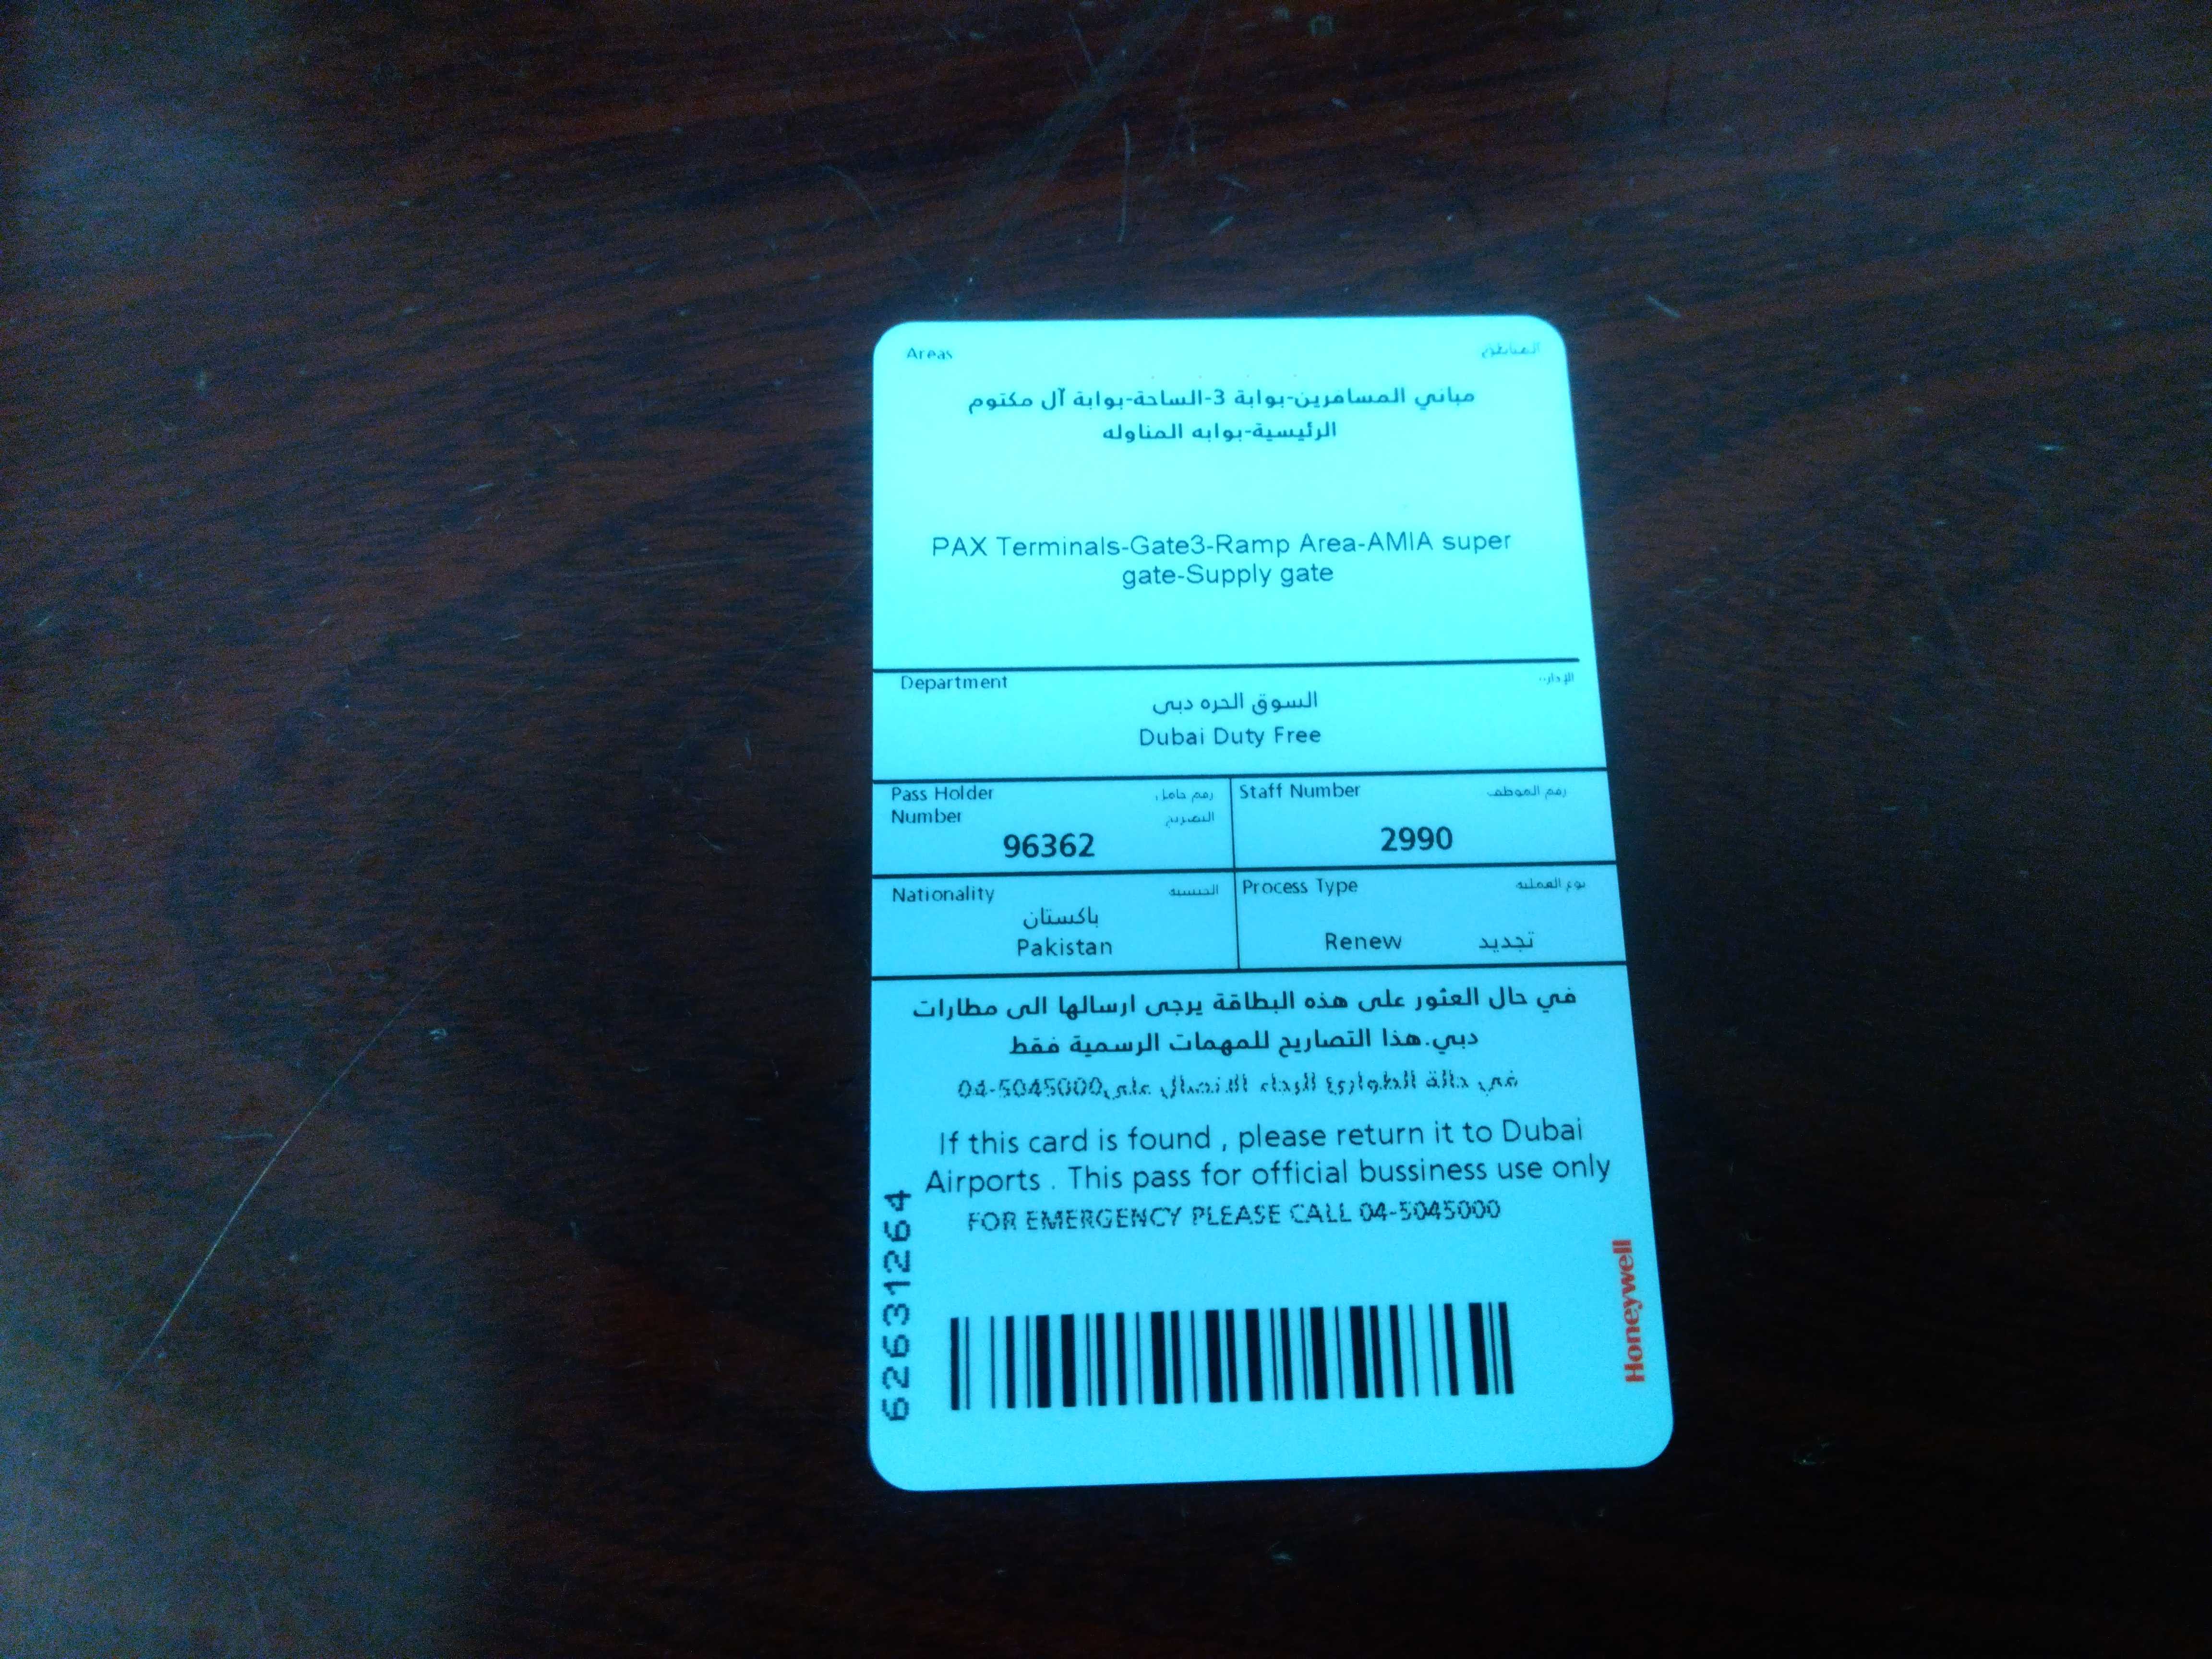 Areas المناطق
مباني المسافرين-بوابة 3-الساحة-بوابة آل مكتوم
الرئيسية-بوابه المناوله
PAX Terminals-Gate3-Ramp Area-AMIA super
gate-Supply gate
Department
السوق الحره دبى
Dubai Duty Free
Pass Holder رقم حامل
Number التصريح
96362
Staff Number رقم الموظف
2990
Nationality الجنسيه
باكستان
Pakistan
Process Type نوع العمليه
Renew تجديد
في حال العثور على هذه البطاقة يرجى ارسالها الى مطارات
دبي.هذا التصاريح للمهمات الرسمية فقط
في حالة الطوارئ الرجاء الاتصال على04-5045000
If this card is found , please return it to Dubai
Airports . This pass for official bussiness use only
FOR EMERGENCY PLEASE CALL 04-5045000
62631264
Honeywell